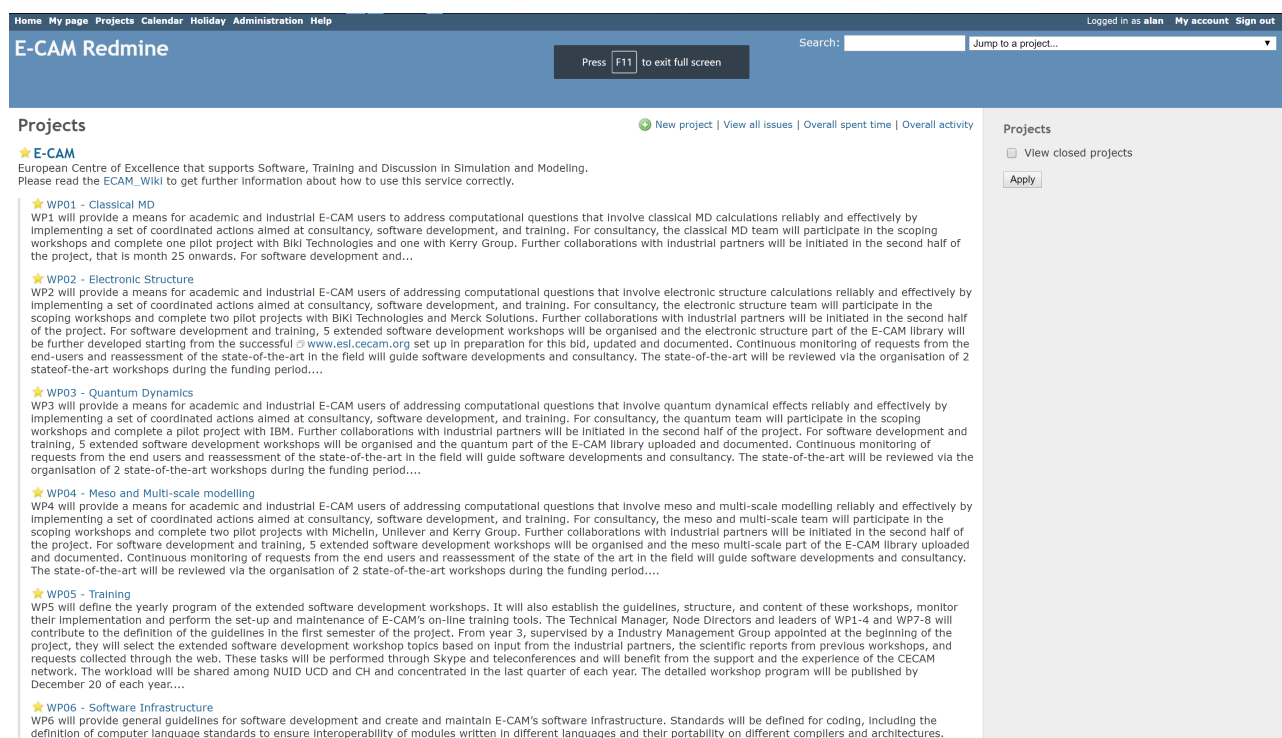 Home My page Projects Calendar Holiday Administration Help
Logged in as alan My account Sign out
E-CAM Redmine
Search:
Jump to a project...
Press F11 to exit full screen
Projects
New project | View all issues | Overall spent time | Overall activity
E-CAM
European Centre of Excellence that supports Software, Training and Discussion in Simulation and Modeling.
Please read the ECAM_Wiki to get further information about how to use this service correctly.
WP01 - Classical MD
WP1 will provide a means for academic and industrial E-CAM users to address computational questions that involve classical MD calculations reliably and effectively by
implementing a set of coordinated actions aimed at consultancy, software development, and training. For consultancy, the classical MD team will participate in the scoping
workshops and complete one pilot project with Biki Technologies and one with Kerry Group. Further collaborations with industrial partners will be initiated in the second half of
the project, that is month 25 onwards. For software development and...
WP02 - Electronic Structure
WP2 will provide a means for academic and industrial E-CAM users of addressing computational questions that involve electronic structure calculations reliably and effectively by
implementing a set of coordinated actions aimed at consultancy, software development, and training. For consultancy, the electronic structure team will participate in the
scoping workshops and complete two pilot projects with BiKi Technologies and Merck Solutions. Further collaborations with industrial partners will be initiated in the second half
of the project. For software development and training, 5 extended software development workshops will be organised and the electronic structure part of the E-CAM library will
be further developed starting from the successful www.esl.cecam.org set up in preparation for this bid, updated and documented. Continuous monitoring of requests from the
end-users and reassessment of the state-of-the-art in the field will guide software developments and consultancy. The state-of-the-art will be reviewed via the organisation of 2
stateof-the-art workshops during the funding period....
WP03 - Quantum Dynamics
WP3 will provide a means for academic and industrial E-CAM users of addressing computational questions that involve quantum dynamical effects reliably and effectively by
implementing a set of coordinated actions aimed at consultancy, software development, and training. For consultancy, the quantum team will participate in the scoping
workshops and complete a pilot project with IBM. Further collaborations with industrial partners will be initiated in the second half of the project. For software development and
training, 5 extended software development workshops will be organised and the quantum part of the E-CAM library uploaded and documented. Continuous monitoring of
requests from the end users and reassessment of the state-of-the-art in the field will guide software developments and consultancy. The state-of-the-art will be reviewed via the
organisation of 2 state-of-the-art workshops during the funding period....
WP04 - Meso and Multi-scale modelling
WP4 will provide a means for academic and industrial E-CAM users of addressing computational questions that involve meso and multi-scale modelling reliably and effectively by
implementing a set of coordinated actions aimed at consultancy, software development, and training. For consultancy, the meso and multi-scale team will participate in the
scoping workshops and complete two pilot projects with Michelin, Unilever and Kerry Group. Further collaborations with industrial partners will be initiated in the second half of
the project. For software development and training, 5 extended software development workshops will be organised and the meso multi-scale part of the E-CAM library uploaded
and documented. Continuous monitoring of requests from the end users and reassessment of the state of the art in the field will guide software developments and consultancy.
The state-of-the-art will be reviewed via the organisation of 2 state-of-the-art workshops during the funding period....
WP05 - Training
WP5 will define the yearly program of the extended software development workshops. It will also establish the guidelines, structure, and content of these workshops, monitor
their implementation and perform the set-up and maintenance of E-CAM's on-line training tools. The Technical Manager, Node Directors and leaders of WP1-4 and WP7-8 will
contribute to the definition of the guidelines in the first semester of the project. From year 3, supervised by a Industry Management Group appointed at the beginning of the
project, they will select the extended software development workshop topics based on input from the industrial partners, the scientific reports from previous workshops, and
requests collected through the web. These tasks will be performed through Skype and teleconferences and will benefit from the support and the experience of the CECAM
network. The workload will be shared among NUID UCD and CH and concentrated in the last quarter of each year. The detailed workshop program will be published by
December 20 of each year....
WP06 - Software Infrastructure
WP6 will provide general guidelines for software development and create and maintain E-CAM's software infrastructure. Standards will be defined for coding, including the
definition of computer language standards to ensure interoperability of modules written in different languages and their portability on different compilers and architectures.
Projects
View closed projects
Apply